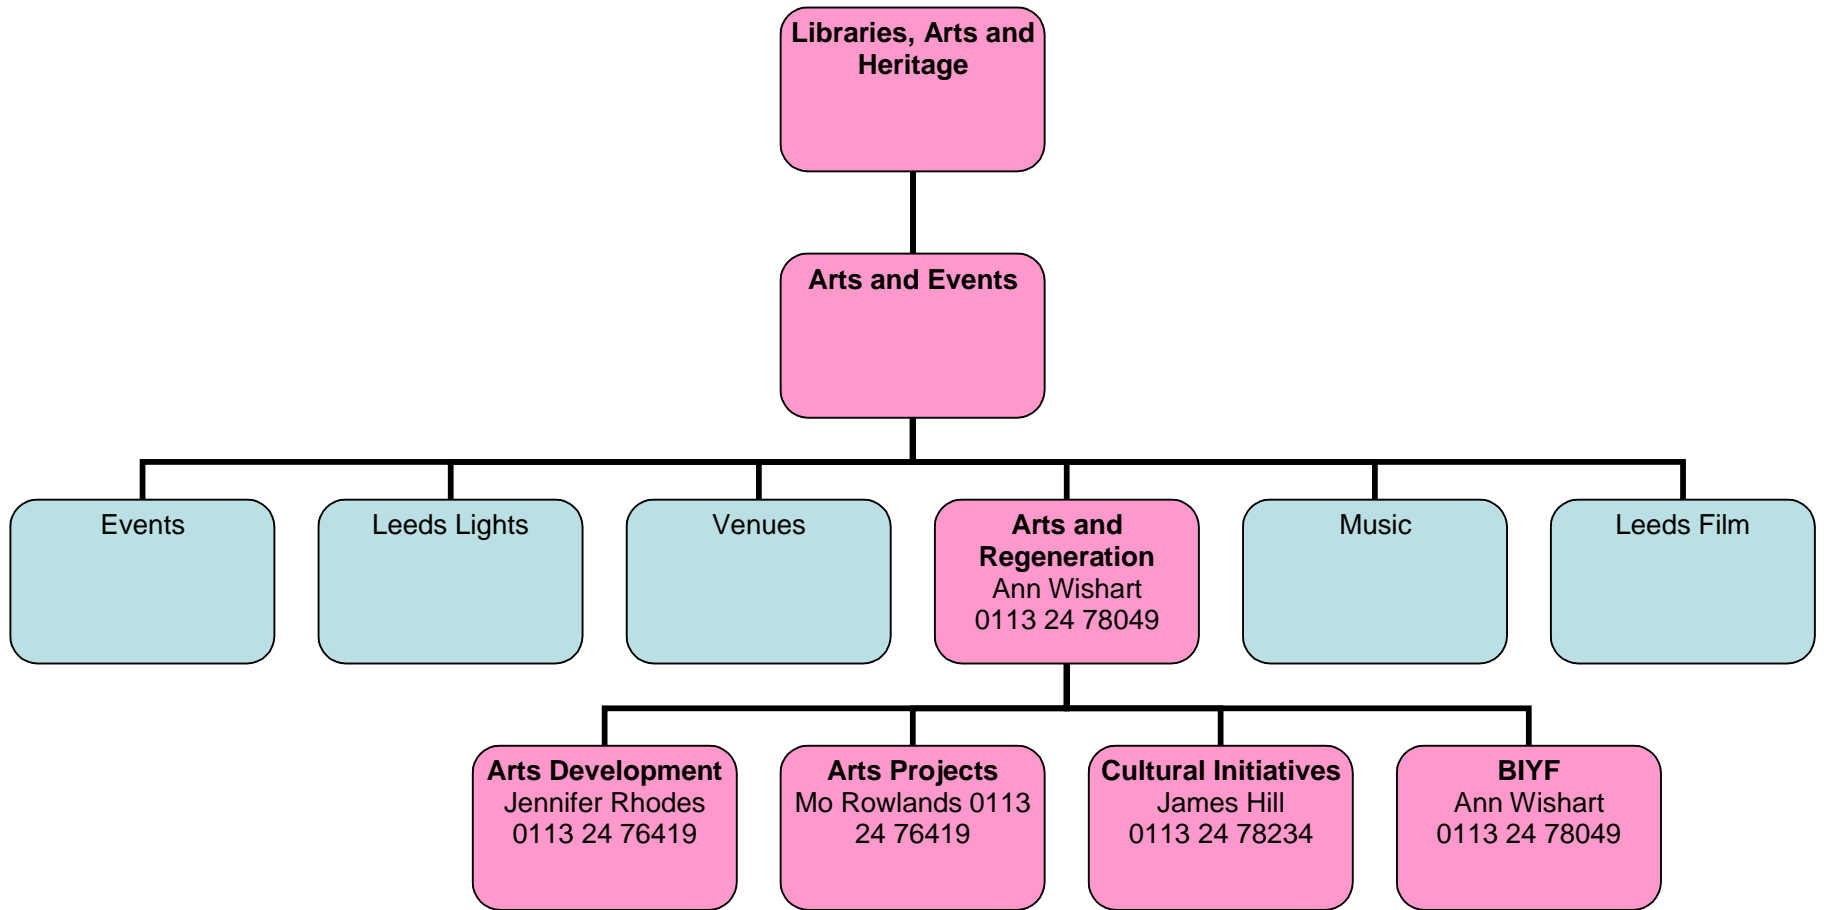 Libraries, Arts and
Heritage
Arts and Events
Events
Leeds Lights
Venues
Arts and
Regeneration
Ann Wishart
0113 24 78049
Music
Leeds Film
Arts Development
Jennifer Rhodes
0113 24 76419
Arts Projects
Mo Rowlands 0113
24 76419
Cultural Initiatives
James Hill
0113 24 78234
BIYF
Ann Wishart
0113 24 78049